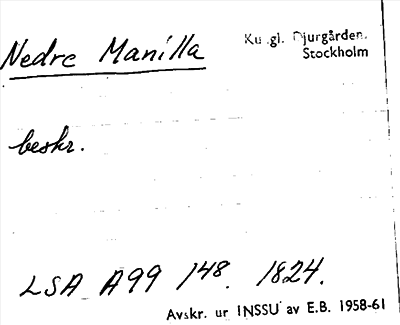 Nedre Manilla
Kungl. Djurgården.
Stockholm
beskr.
LSA A99 148. 1824.
Avskr. ur INSSU av E.B. 1958-61